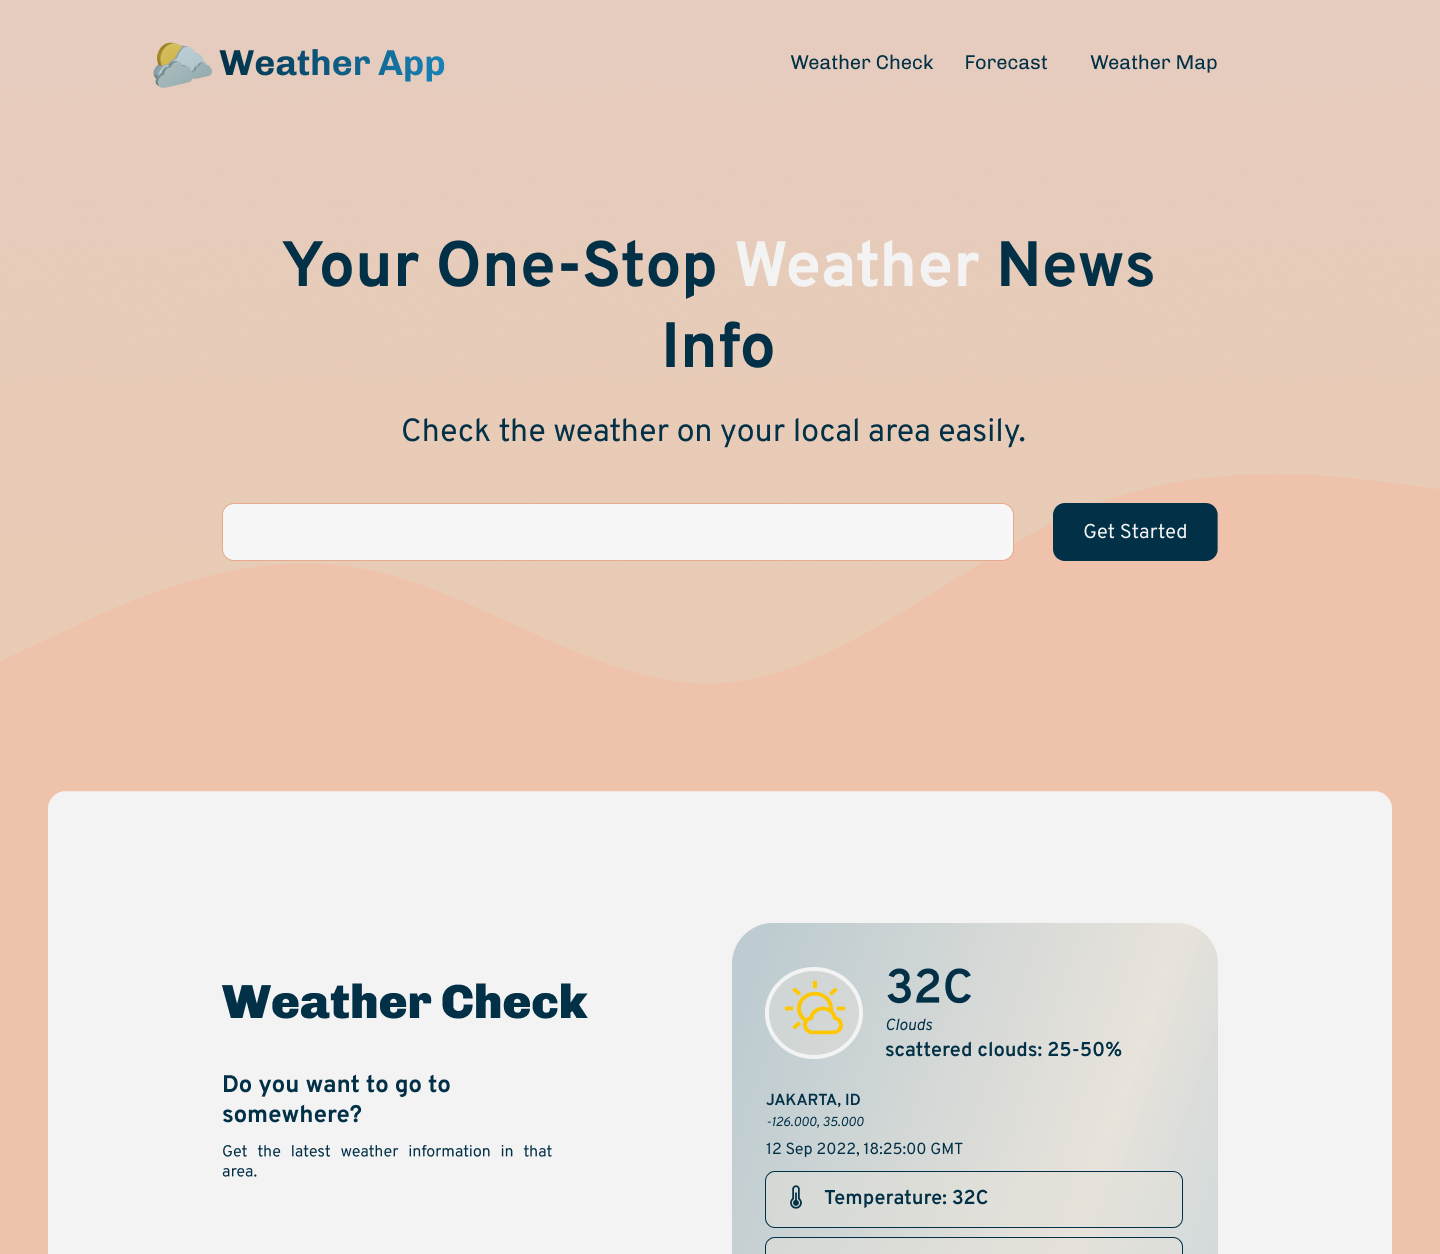 Weather App
Weather Check
Forecast
Weather Map
Your One-Stop Weather News
Info
Check the weather on your local area easily.
Get Started
Weather Check
Do you want to go to
somewhere?
Get the latest weather information in that
area.
32C
Clouds
scattered clouds: 25-50%
JAKARTA, ID
-126.000, 35.000
12 Sep 2022, 18:25:00 GMT
Temperature: 32C